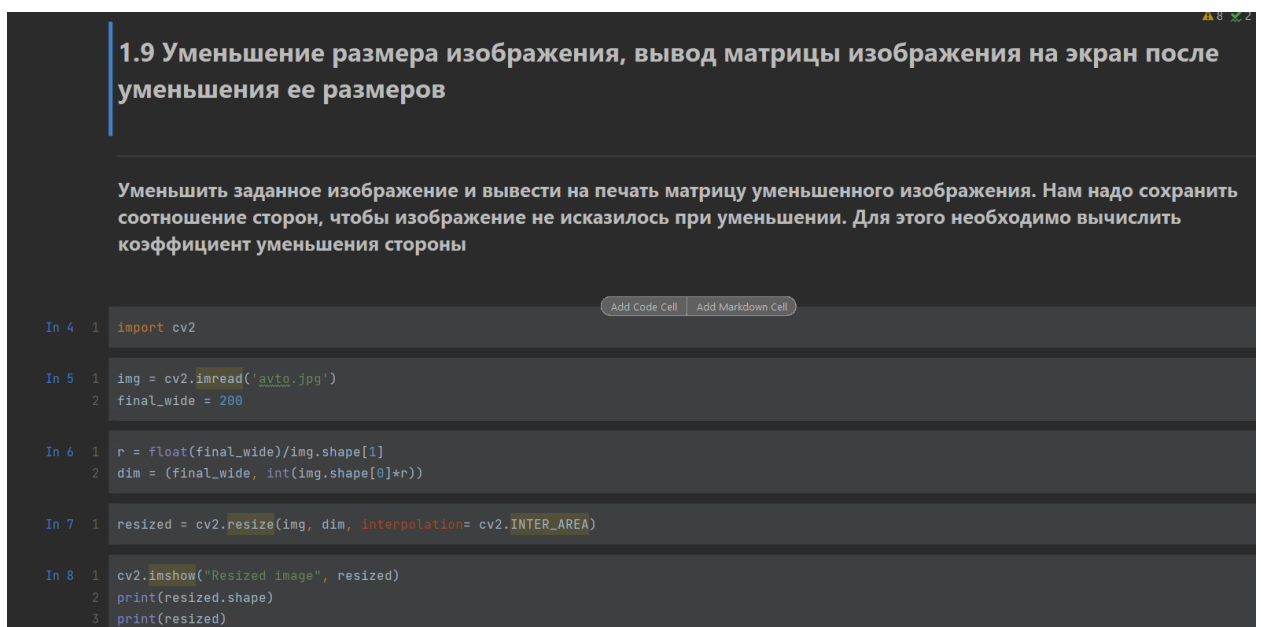 8 2
1.9 Уменьшение размера изображения, вывод матрицы изображения на экран после
уменьшения ее размеров
Уменьшить заданное изображение и вывести на печать матрицу уменьшенного изображения. Нам надо сохранить
соотношение сторон, чтобы изображение не исказилось при уменьшении. Для этого необходимо вычислить
коэффициент уменьшения стороны
Add Code Cell Add Markdown Cell
In 4 1 import cv2
In 5 1 img = cv2.imread('avto.jpg')
2 final_wide = 200
In 6 1 r = float(final_wide)/img.shape[1]
2 dim = (final_wide, int(img.shape[0]*r))
In 7 1 resized = cv2.resize(img, dim, interpolation= cv2.INTER_AREA)
In 8 1 cv2.imshow("Resized image", resized)
2 print(resized.shape)
3 print(resized)